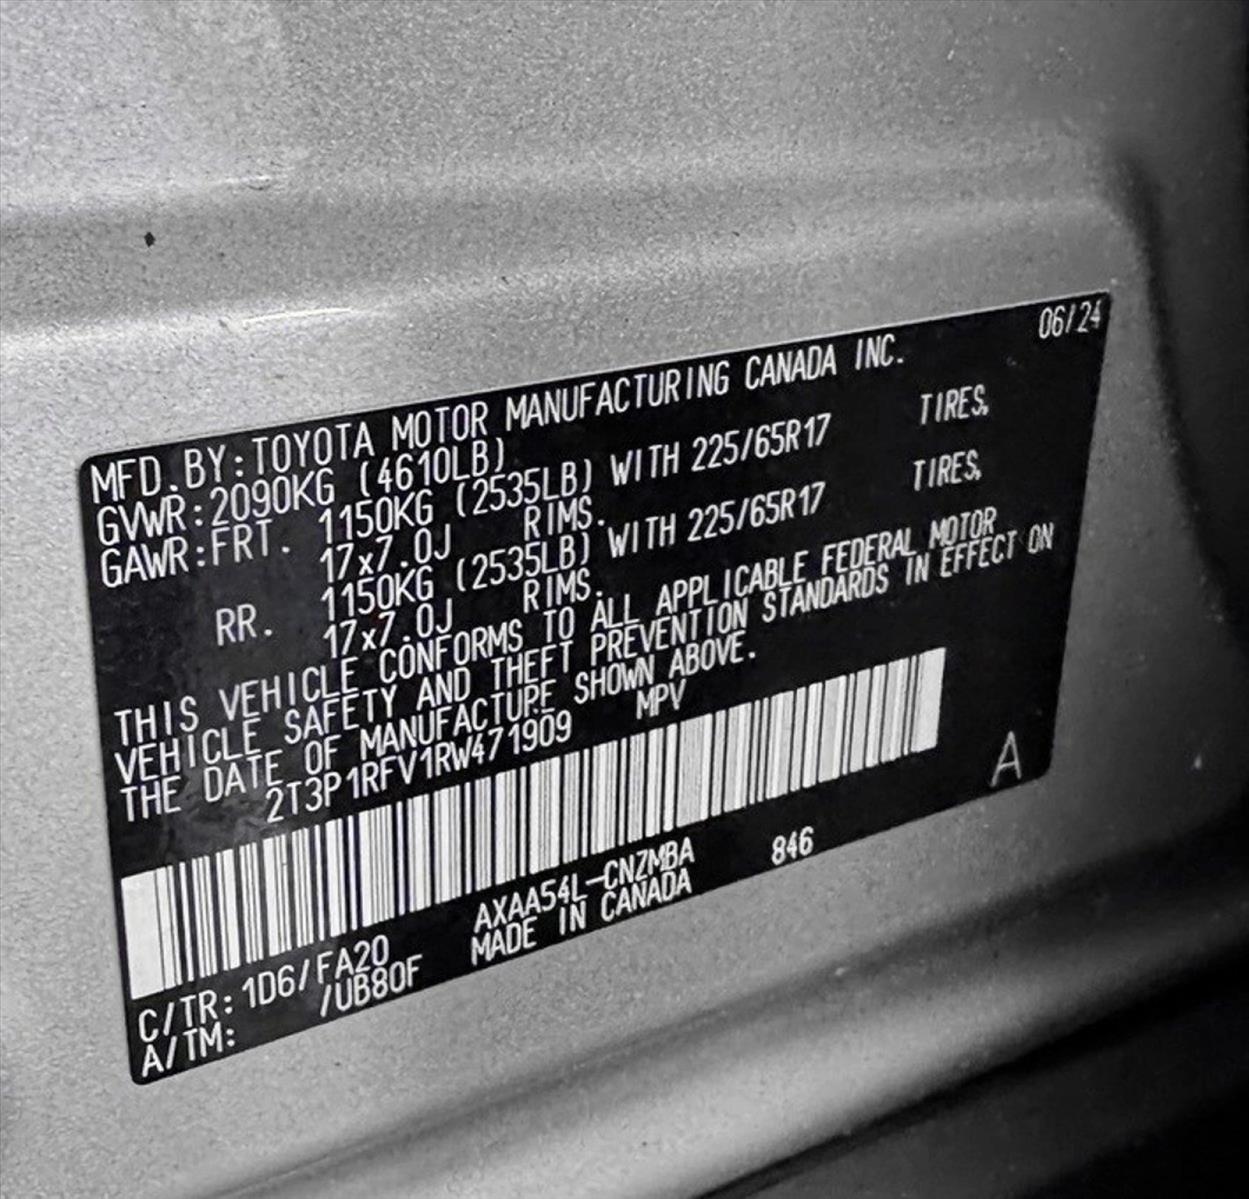 06/24
MFD. BY: TOYOTA MOTOR MANUFACTURING CANADA INC.
GVWR: 2090KG (4610LB)
GAWR: FRT. 1150KG (2535LB) WITH 225/65R17 TIRES,
17x7.0J RIMS.
RR. 1150KG (2535LB) WITH 225/65R17 TIRES,
17x7.0J RIMS.
THIS VEHICLE CONFORMS TO ALL APPLICABLE FEDERAL MOTOR
VEHICLE SAFETY AND THEFT PREVENTION STANDARDS IN EFFECT ON
THE DATE OF MANUFACTURE SHOWN ABOVE.
2T3P1RFV1RW471909 MPV
A
AXAA54L-CNZMBA 846
C/TR: 1D6/FA20 MADE IN CANADA
A/TM: /UB80F